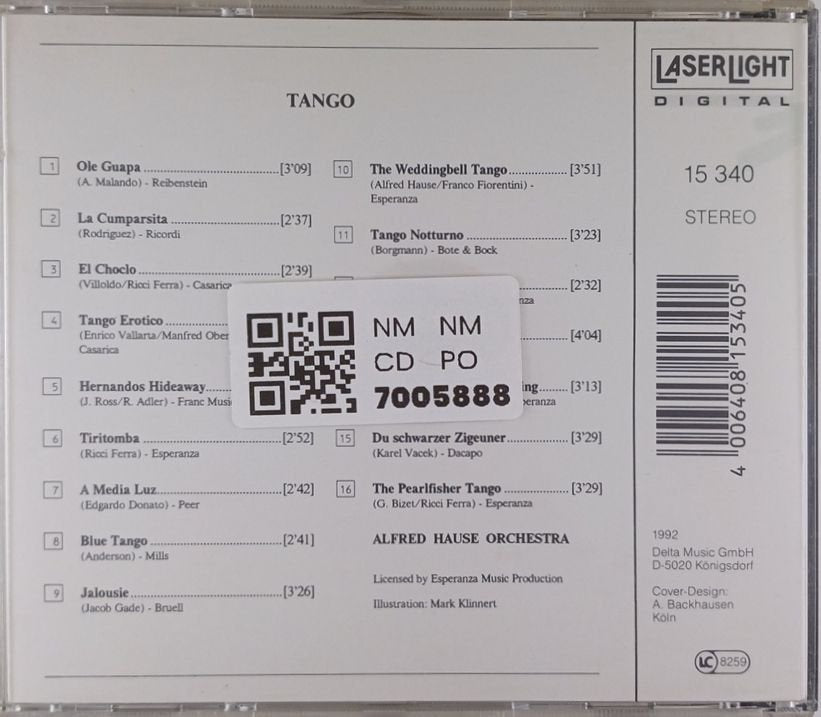 TANGO
1 Ole Guapa ..............................[3'09]
(A. Malando) - Reibenstein
2 La Cumparsita .........................[2'37]
(Rodriguez) - Ricordi
3 El Choclo ................................[2'39]
(Villoldo/Ricci Ferra) - Casarica
4 Tango Erotico
(Enrico Vallarta/Manfred Ober
Casarica
5 Hernandos Hideaway
(J. Ross/R. Adler) - Franc Musi
6 Tiritomba ................................[2'52]
(Ricci Ferra) - Esperanza
7 A Media Luz............................[2'42]
(Edgardo Donato) - Peer
8 Blue Tango ..............................[2'41]
(Anderson) - Mills
9 Jalousie...................................[3'26]
(Jacob Gade) - Bruell
10 The Weddingbell Tango...............[3'51]
(Alfred Hause/Franco Fiorentini) -
Esperanza
11 Tango Notturno .......................[3'23]
(Borgmann) - Bote & Bock
[2'32]
nza
[4'04]
ing........ [3'13]
peranza
15 Du schwarzer Zigeuner...............[3'29]
(Karel Vacek) - Dacapo
16 The Pearlfisher Tango ................[3'29]
(G. Bizet/Ricci Ferra) - Esperanza
ALFRED HAUSE ORCHESTRA
Licensed by Esperanza Music Production
Illustration: Mark Klinnert
NM NM
CD PO
7005888
LASERLIGHT
DIGITAL
15 340
STEREO
4 006408 153405
1992
Delta Music GmbH
D-5020 Königsdorf
Cover-Design:
A. Backhausen
Köln
LC 8259